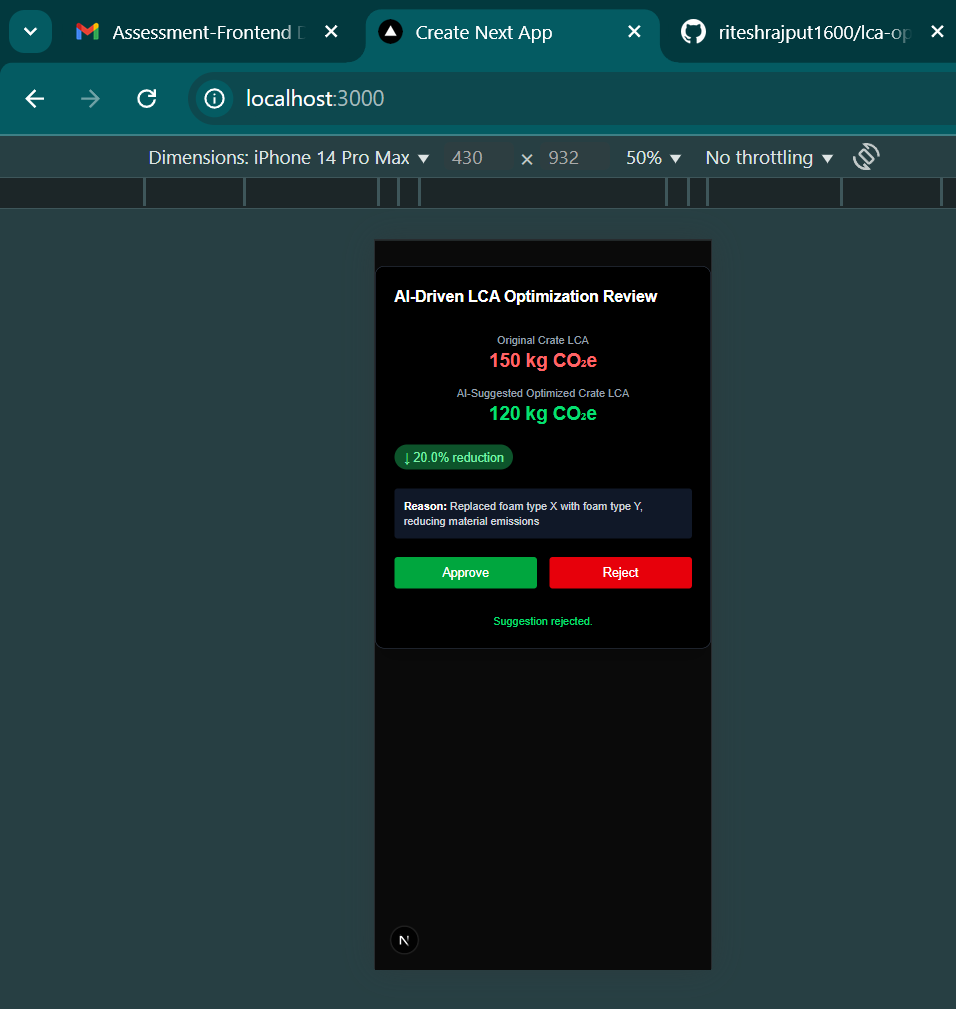 Assessment-Frontend
Create Next App
riteshrajput1600/lca-op
localhost:3000
Dimensions: iPhone 14 Pro Max ▼ 430 × 932 50% ▼ No throttling ▼
AI-Driven LCA Optimization Review
Original Crate LCA
150 kg CO₂e
AI-Suggested Optimized Crate LCA
120 kg CO₂e
↓ 20.0% reduction
Reason: Replaced foam type X with foam type Y,
reducing material emissions
Approve
Reject
Suggestion rejected.
N